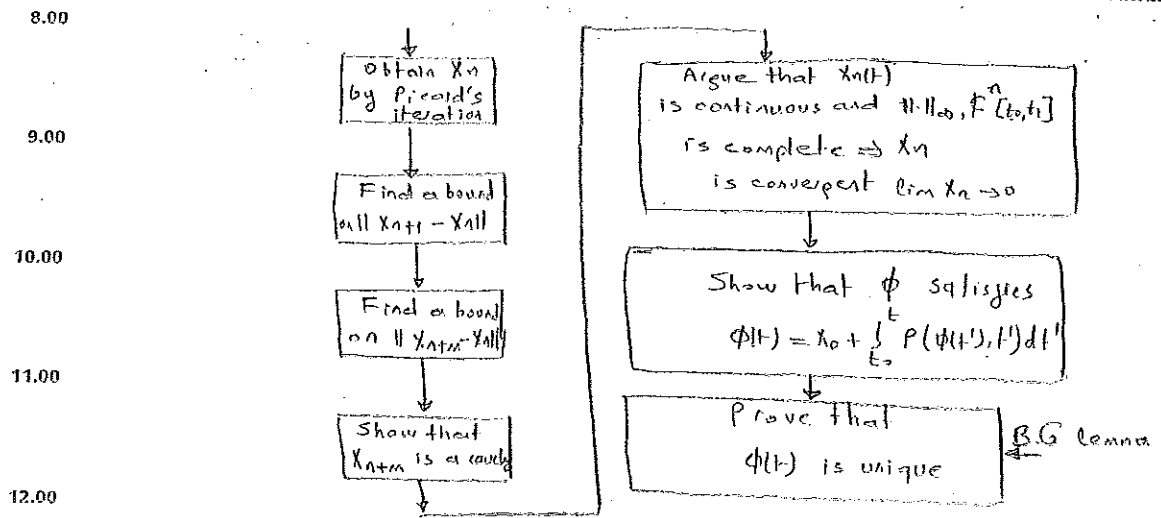 8.00
9.00
10.00
11.00
12.00
Obtain Xn
by Picard's
iteration
Find a bound
on || Xn+1 - Xn ||
Find a bound
on || Xn+m - Xn ||
Show that
Xn+m is a cauchy
Argue that Xn(t)
is continuous and ||·||∞, F^n [t0,t1]
is complete ⇒ Xn
is convergent lim Xn → 0
Show that ϕ satisfies
ϕ(t) = x0 + ∫_{t0}^{t} P(ϕ(t'), t') dt'
Prove that
ϕ(t) is unique
B.G lemma